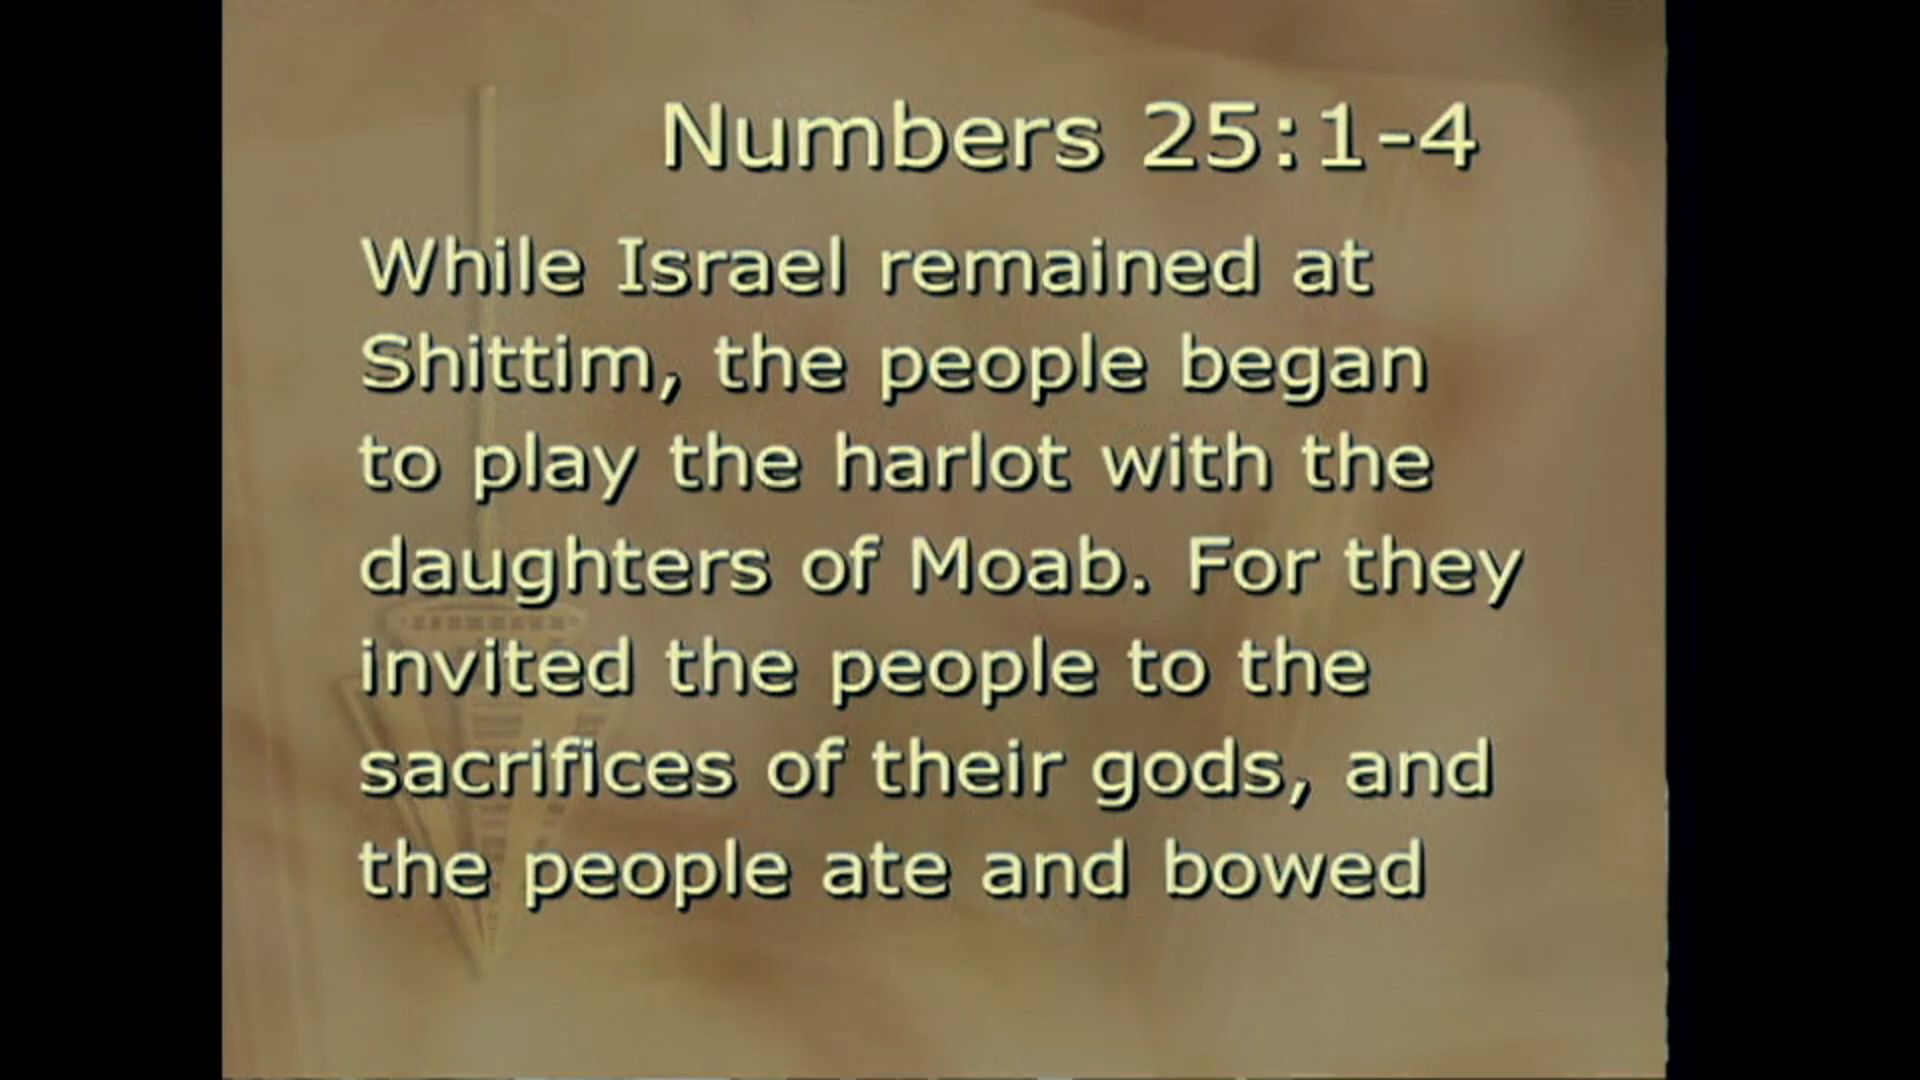 Numbers 25:1-4
While Israel remained at
Shittim, the people began
to play the harlot with the
daughters of Moab. For they
invited the people to the
sacrifices of their gods, and
the people ate and bowed